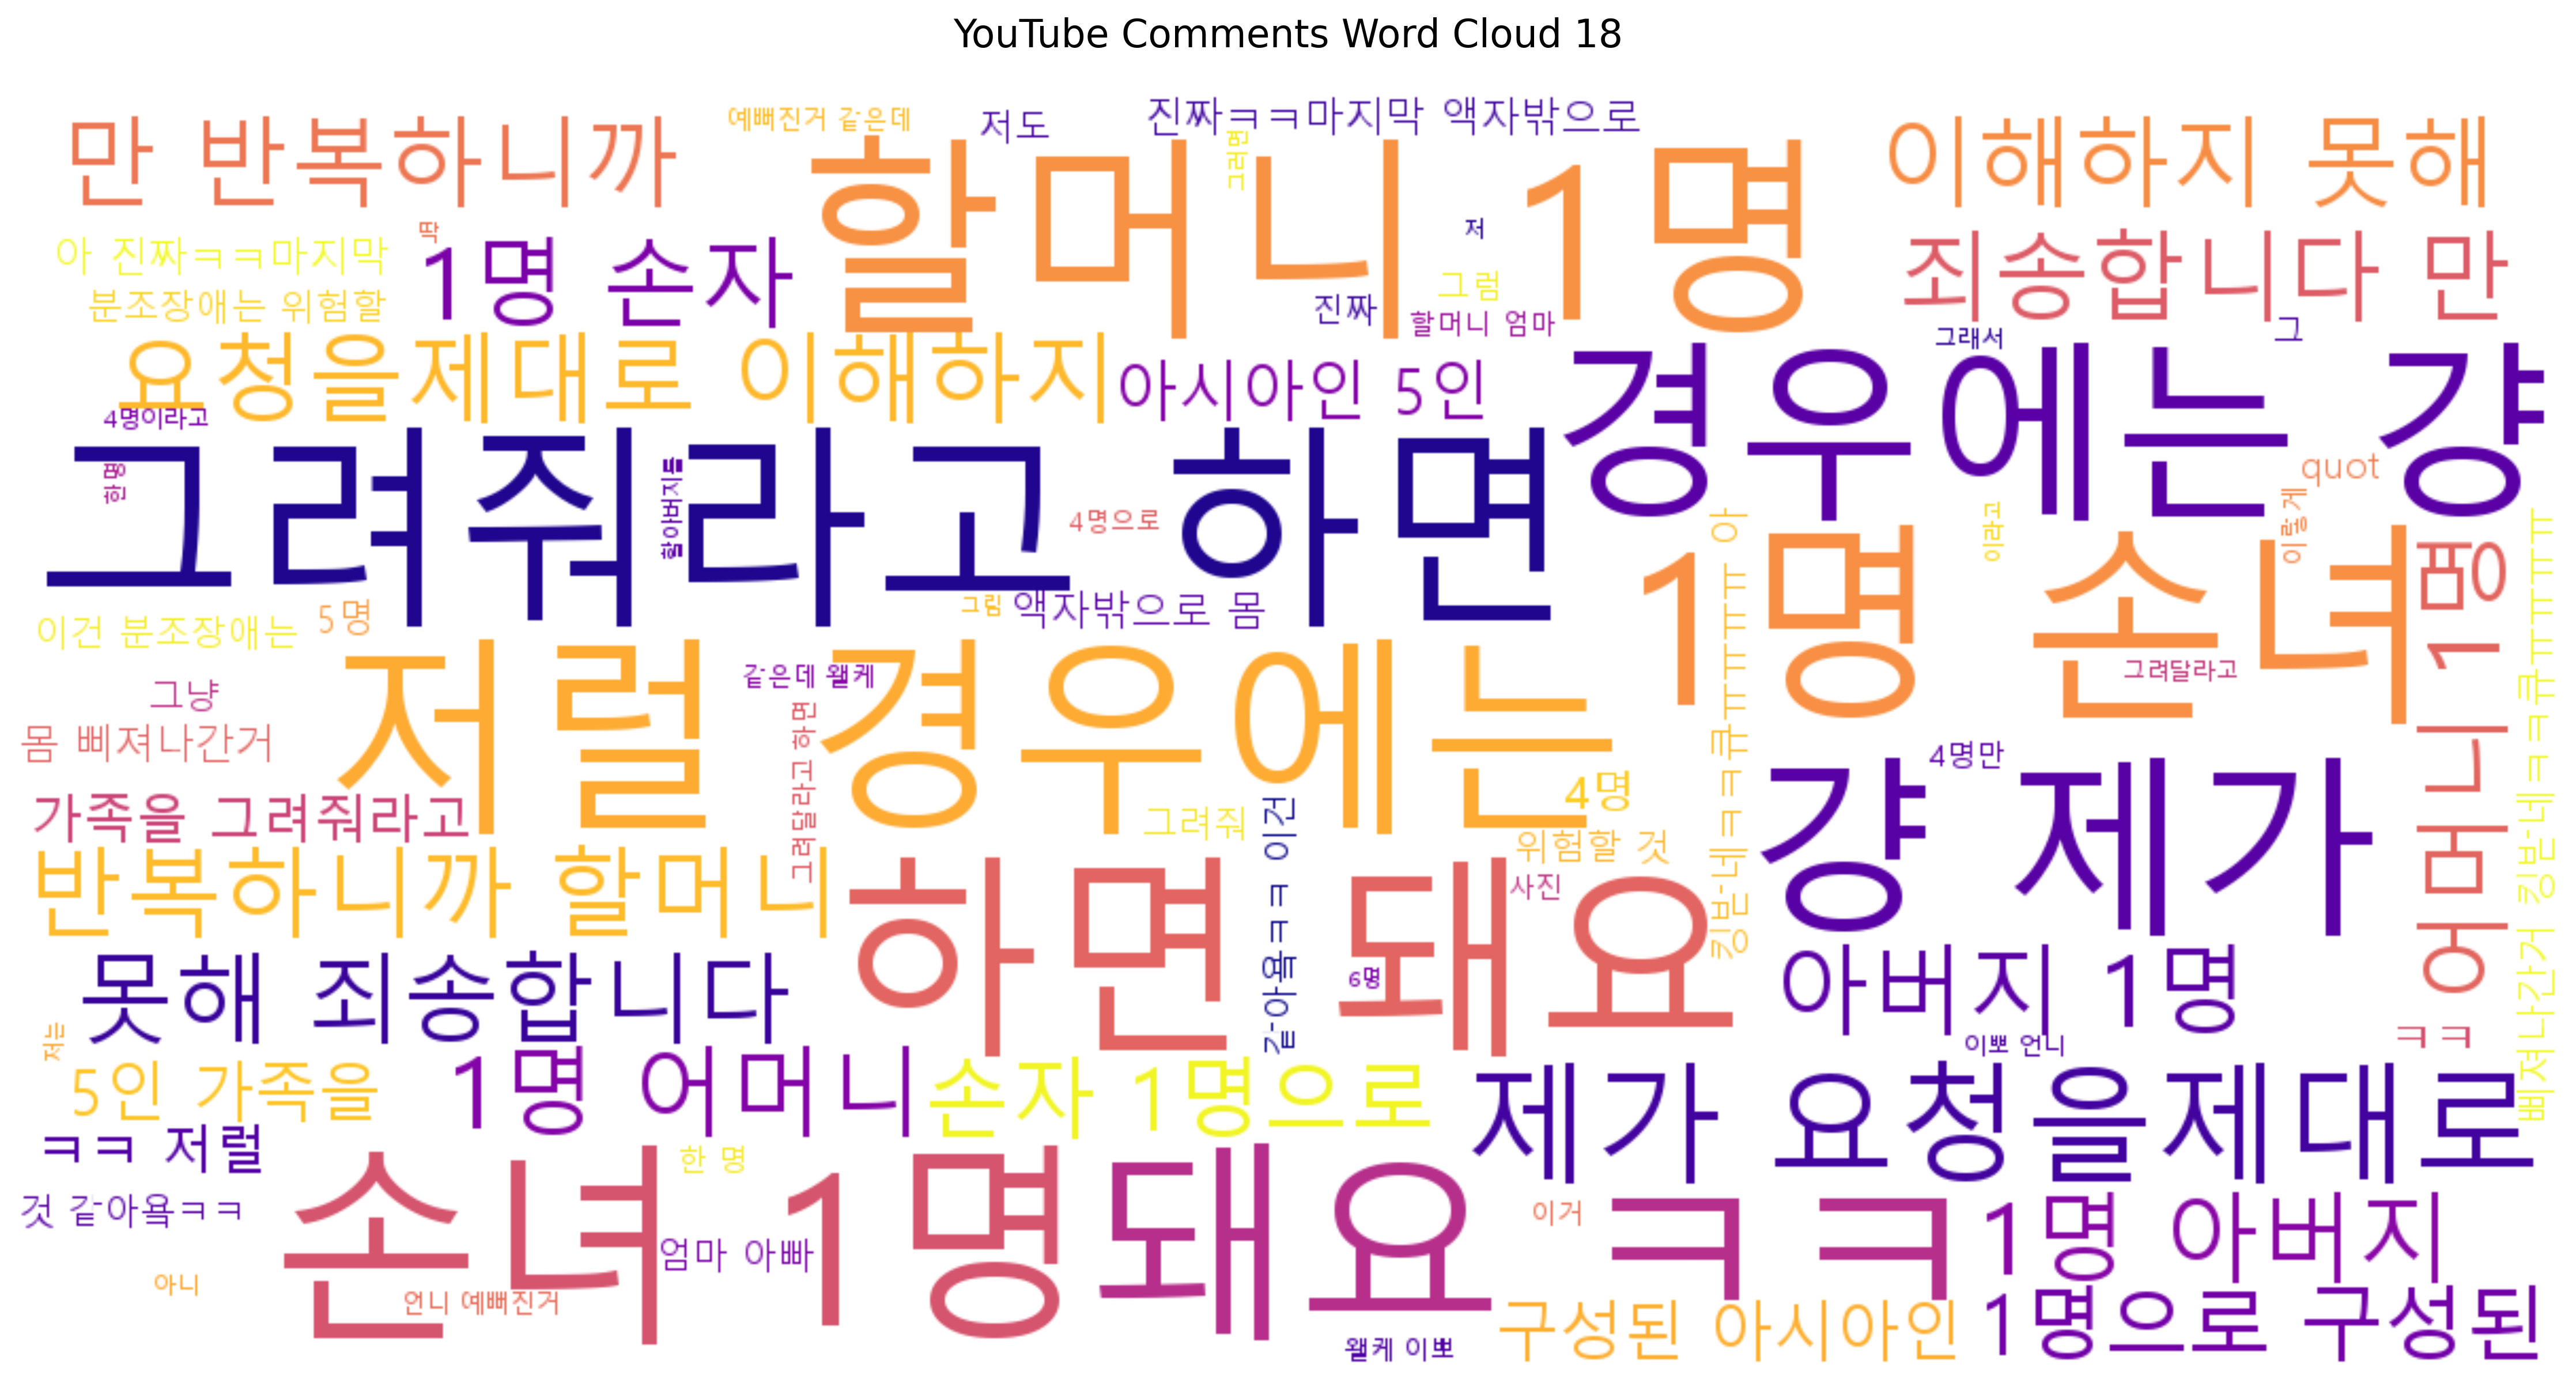 YouTube Comments Word Cloud 18
만 반복하니까
예뻐진거 같은데
저도
진짜ㅋㅋ마지막 액자밖으로
그러면
할머니 1명
이해하지 못해
아 진짜ㅋㅋ마지막
딱
1명 손자
저
그럼
진짜
할머니 엄마
죄송합니다 만
분조장애는 위험할
요청을제대로 이해하지
아시아인 5인
그래서
그
경우에는 걍
4명이라고
그려줘라고 하면
한명
할아버지를
4명으로
quot
이라고
이렇게
1명 손녀
어머니 1명
이건 분조장애는
5명
그림
액자밖으로 몸
킹받네ㅋㅋ큐ㅠㅠㅠㅠ 아
삐져나간거 킹받네ㅋㅋ큐ㅠㅠㅠㅠ
그냥
몸 삐져나간거
저럴 경우에는
같은데 왤케
그려달라고
그려달라고 하면
4명만
4명
걍 제가
가족을 그려줘라고
그려줘
같아욬ㅋㅋ 이건
위험할 것
반복하니까 할머니
하면 돼요
사진
6명
못해 죄송합니다
아버지 1명
이뽀 언니
ㅋㅋ
저는
5인 가족을
1명 어머니
손자 1명으로
제가 요청을제대로
ㅋㅋ 저럴
한 명
것 같아욬ㅋㅋ
손녀 1명
엄마 아빠
돼요 ㅋㅋ
이거
1명 아버지
아니
언니 예뻐진거
왤케 이뽀
구성된 아시아인
1명으로 구성된